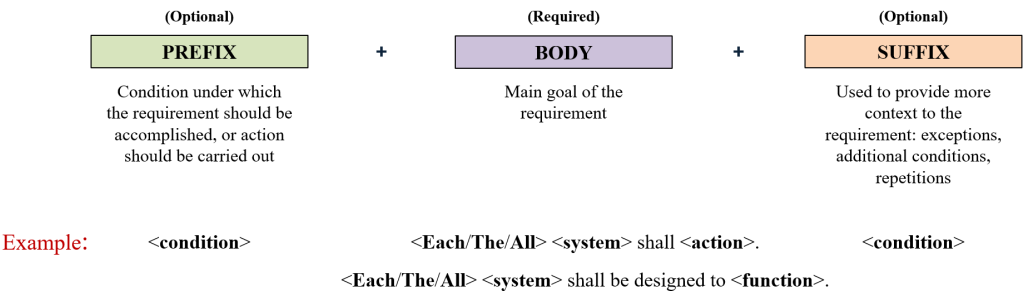 (Optional) (Required) (Optional)
PREFIX + BODY + SUFFIX
Condition under which
the requirement should be
accomplished, or action
should be carried out
Main goal of the
requirement
Used to provide more
context to the
requirement: exceptions,
additional conditions,
repetitions
Example: <condition> <Each/The/All> <system> shall <action>. <condition>
<Each/The/All> <system> shall be designed to <function>.